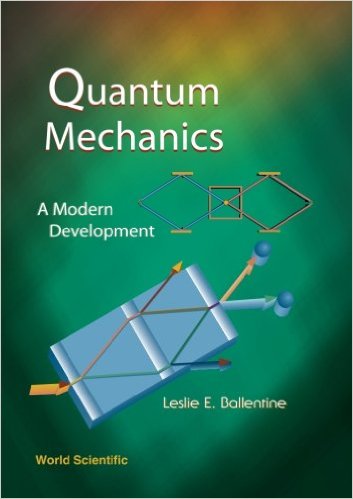 Quantum
Mechanics
A Modern
Development
Leslie E. Ballentine
World Scientific